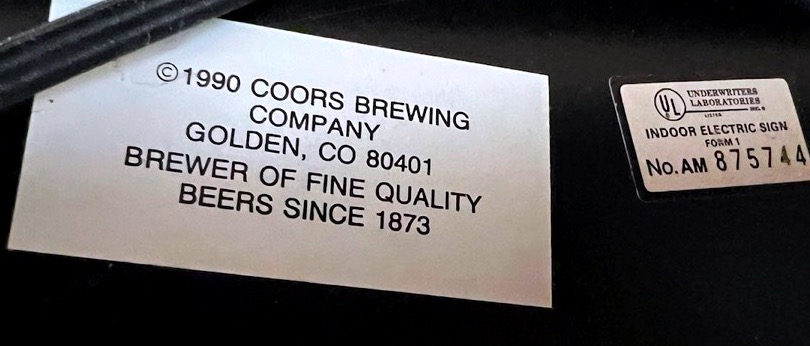 ©1990 COORS BREWING
COMPANY
GOLDEN, CO 80401
BREWER OF FINE QUALITY
BEERS SINCE 1873
UL UNDERWRITERS
LABORATORIES
LISTED
INDOOR ELECTRIC SIGN
FORM 1
No. AM 875744